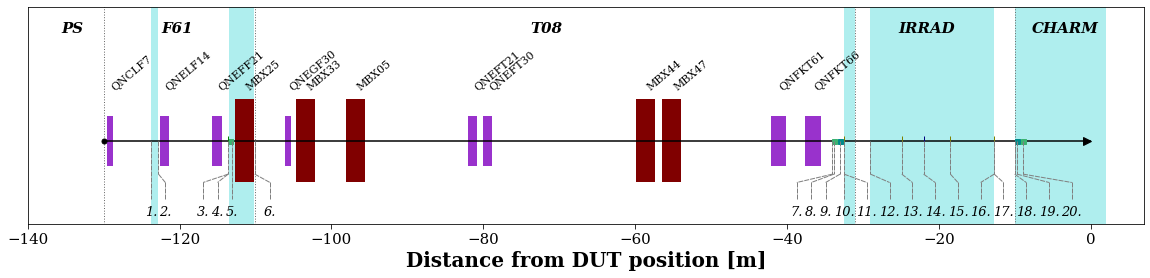 PS F61 T08 IRRAD CHARM
QNCLF7 QNELF14 QNEFF21 MBX25 QNEGF30 MBX33 MBX05 QNEFT21 QNEFT30 MBX44 MBX47 QNFKT61 QNFKT66
1. 2. 3. 4. 5. 6. 7. 8. 9. 10. 11. 12. 13. 14. 15. 16. 17. 18. 19. 20.
−140 −120 −100 −80 −60 −40 −20 0
Distance from DUT position [m]